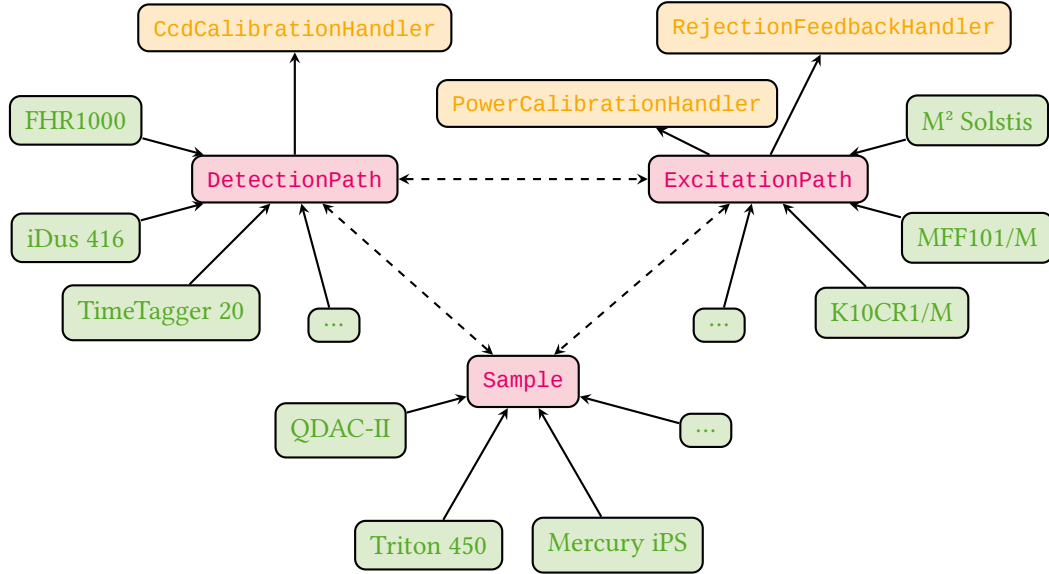 CcdCalibrationHandler
RejectionFeedbackHandler
PowerCalibrationHandler
FHR1000
M² Solstis
DetectionPath
ExcitationPath
iDus 416
MFF101/M
TimeTagger 20
...
...
K10CR1/M
Sample
QDAC-II
...
Triton 450
Mercury iPS